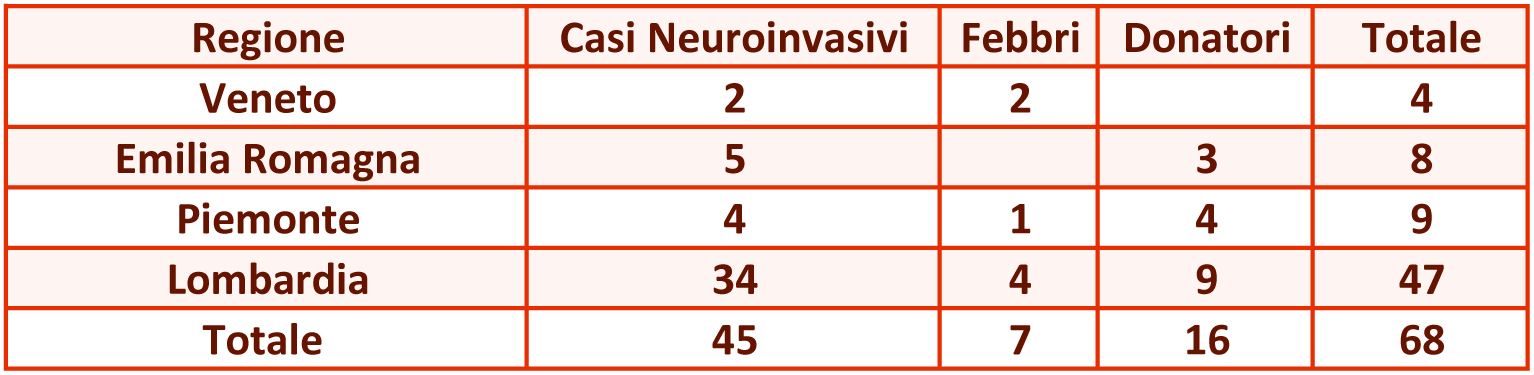 Regione Casi Neuroinvasivi Febbri Donatori Totale
Veneto 2 2 4
Emilia Romagna 5 3 8
Piemonte 4 1 4 9
Lombardia 34 4 9 47
Totale 45 7 16 68